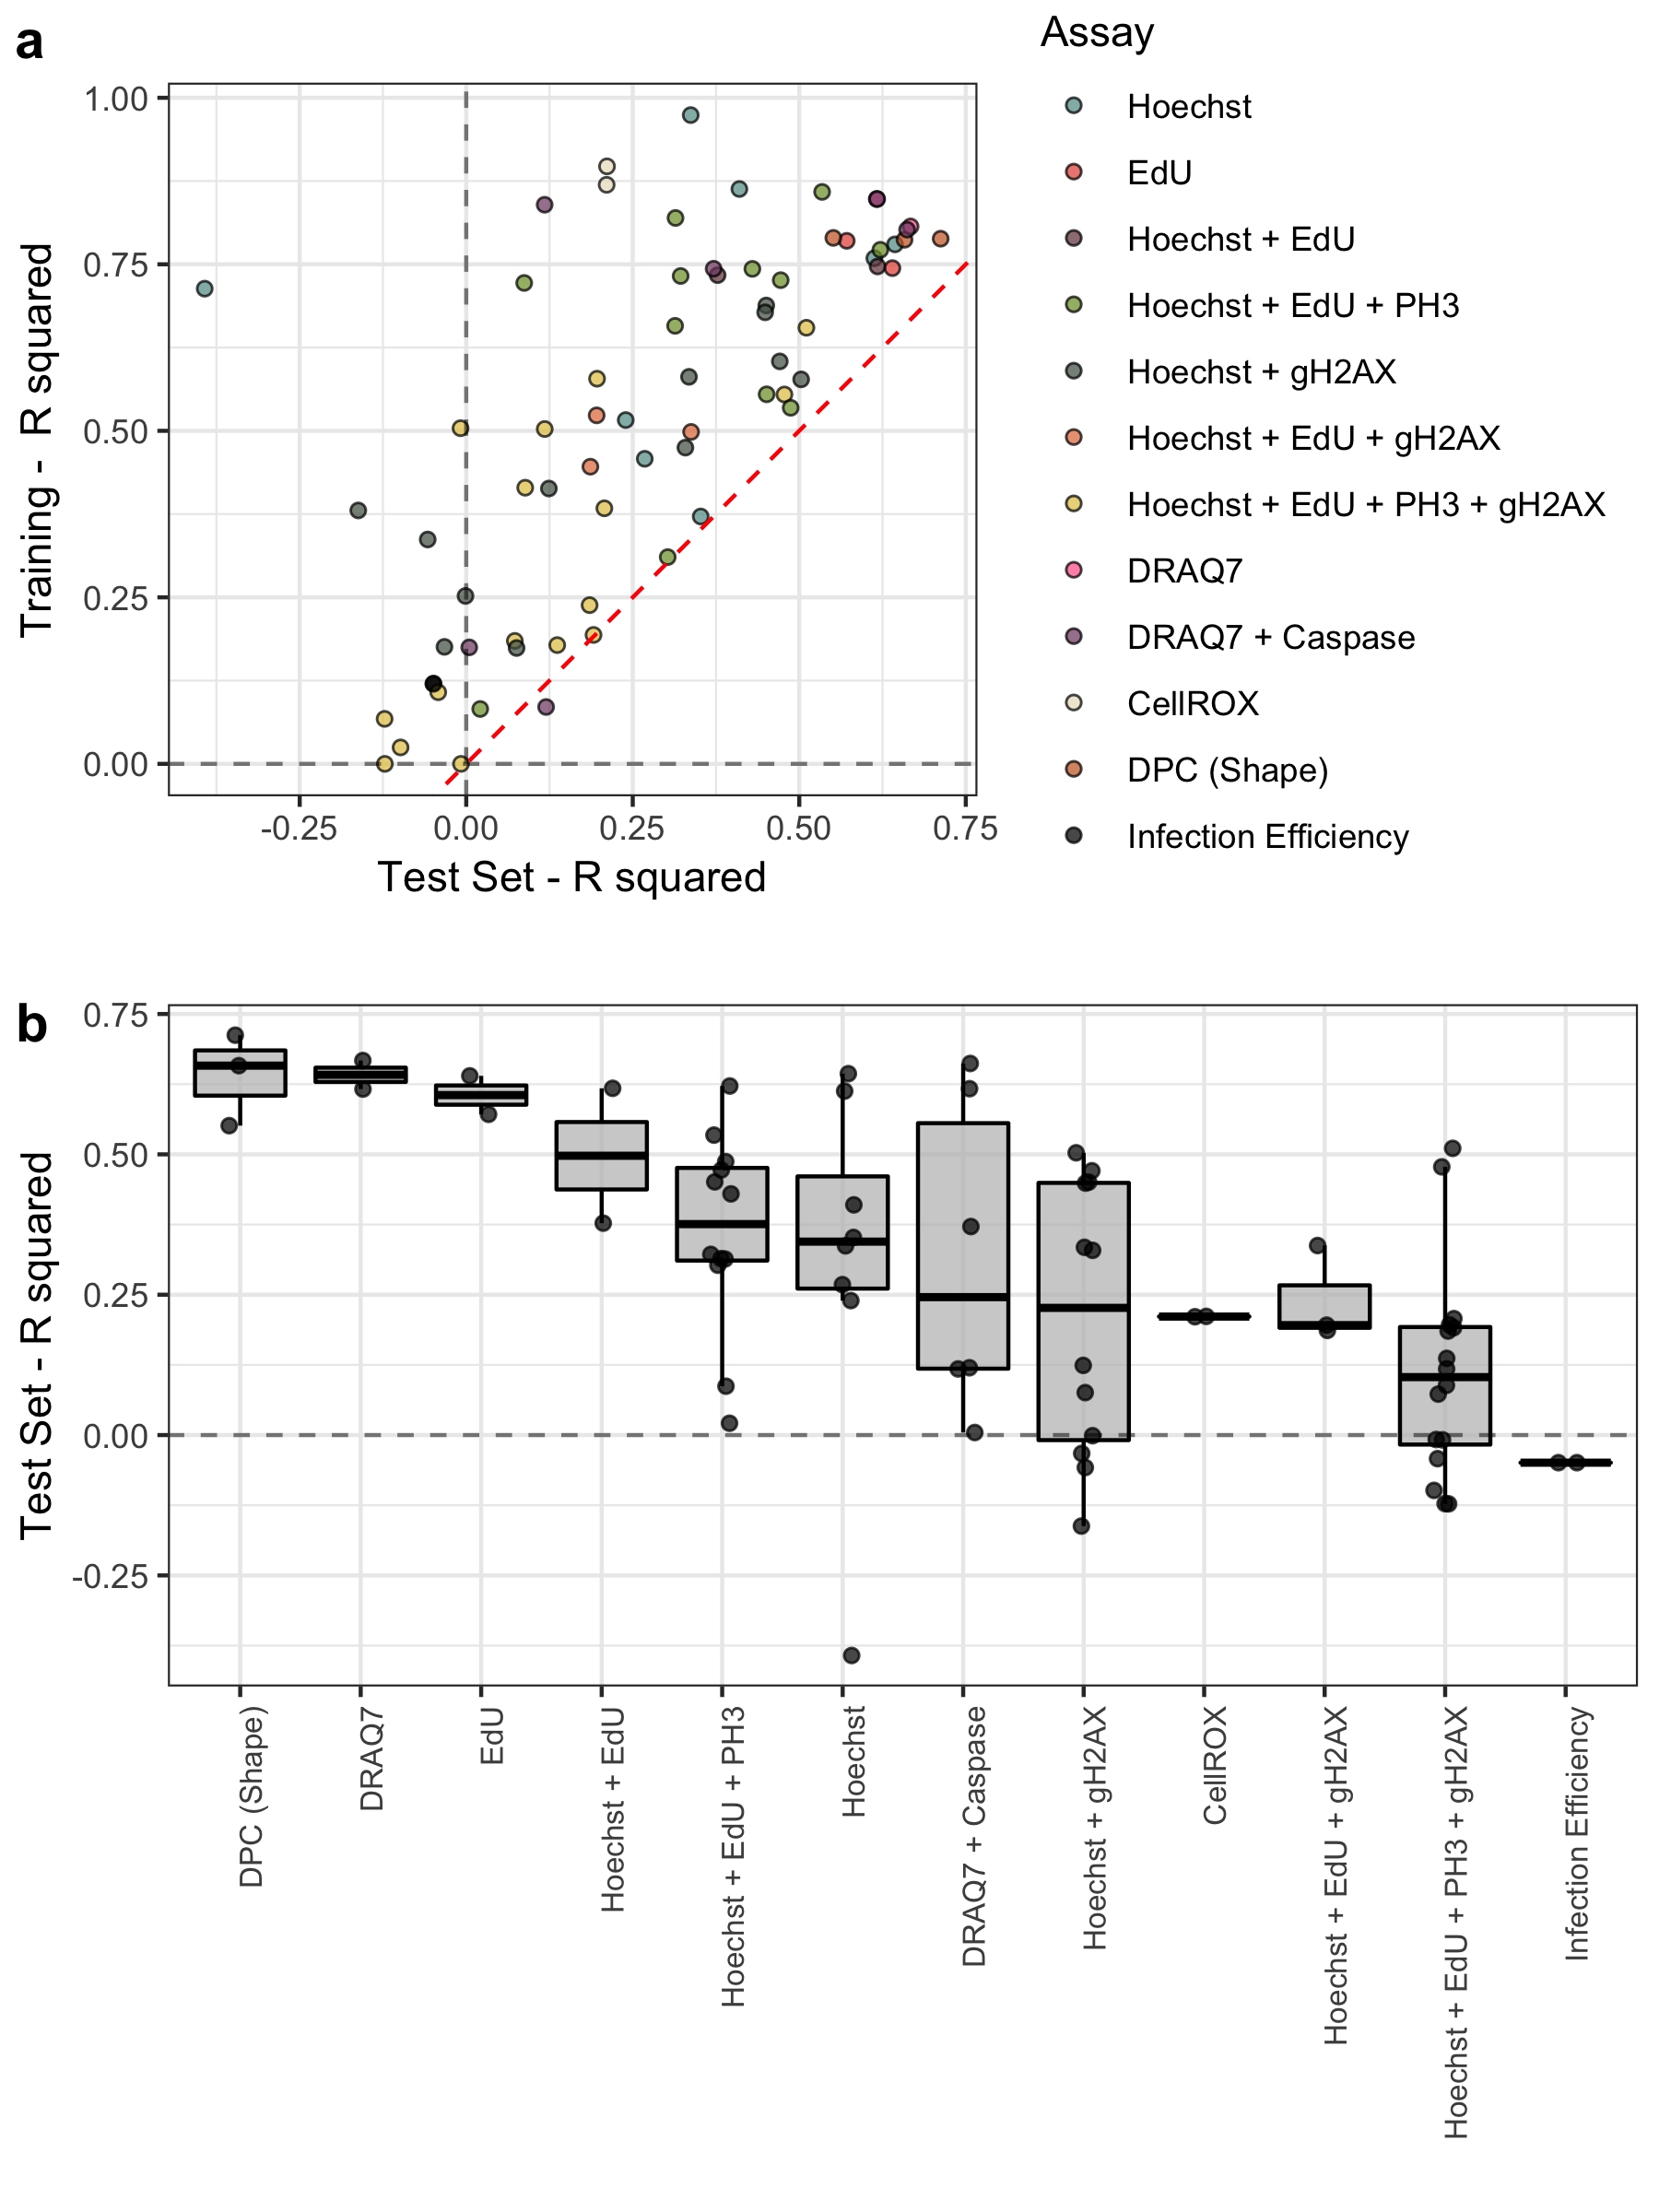 a
Assay
Hoechst
EdU
Hoechst + EdU
Hoechst + EdU + PH3
Hoechst + gH2AX
Hoechst + EdU + gH2AX
Hoechst + EdU + PH3 + gH2AX
DRAQ7
DRAQ7 + Caspase
CellROX
DPC (Shape)
Infection Efficiency
Training - R squared
1.00
0.75
0.50
0.25
0.00
-0.25
0.00
0.25
0.50
0.75
Test Set - R squared
b
Test Set - R squared
0.75
0.50
0.25
0.00
-0.25
DPC (Shape)
DRAQ7
EdU
Hoechst + EdU
Hoechst + EdU + PH3
Hoechst
DRAQ7 + Caspase
Hoechst + gH2AX
CellROX
Hoechst + EdU + gH2AX
Hoechst + EdU + PH3 + gH2AX
Infection Efficiency